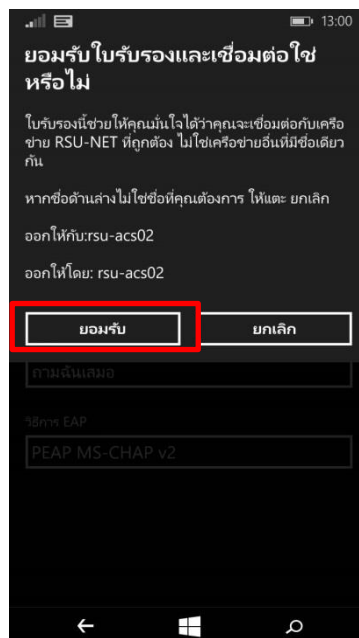 13:00
ยอมรับใบรับรองและเชื่อมต่อใช่
หรือไม่
ใบรับรองนี้ช่วยให้คุณมั่นใจได้ว่าคุณจะเชื่อมต่อกับเครือ
ข่าย RSU-NET ที่ถูกต้อง ไม่ใช่เครือข่ายอื่นที่มีชื่อเดียว
กัน
หากชื่อด้านล่างไม่ใช่ชื่อที่คุณต้องการ ให้แตะ ยกเลิก
ออกให้กับ:rsu-acs02
ออกให้โดย: rsu-acs02
ยอมรับ ยกเลิก
ถามฉันเสมอ
วิธีการ EAP
PEAP MS-CHAP v2